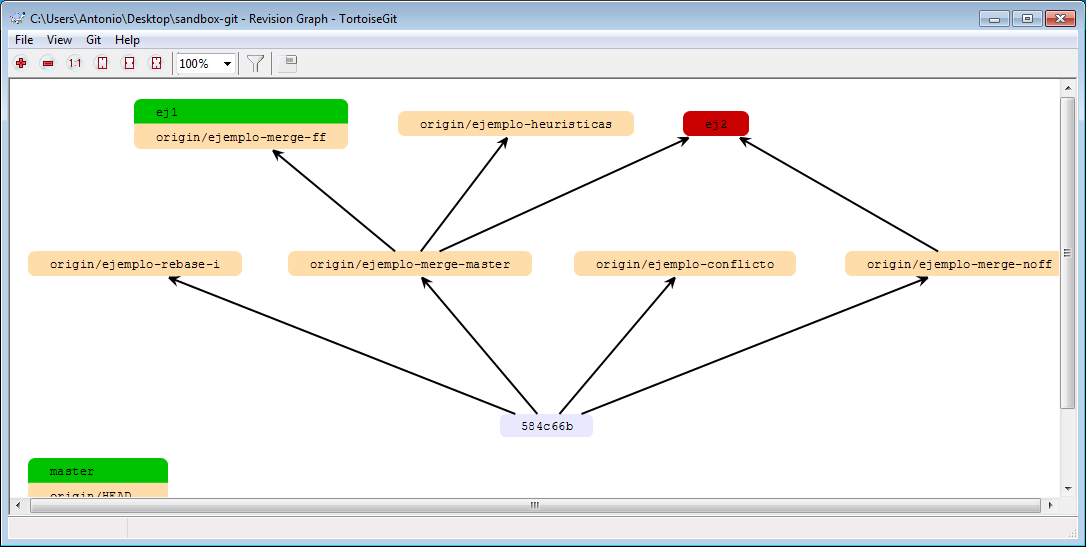 C:\Users\Antonio\Desktop\sandbox-git - Revision Graph - TortoiseGit
File View Git Help
1:1 100%
ej1
origin/ejemplo-merge-ff
origin/ejemplo-heuristicas
ej2
origin/ejemplo-rebase-i
origin/ejemplo-merge-master
origin/ejemplo-conflicto
origin/ejemplo-merge-noff
584c66b
master
origin/HEAD